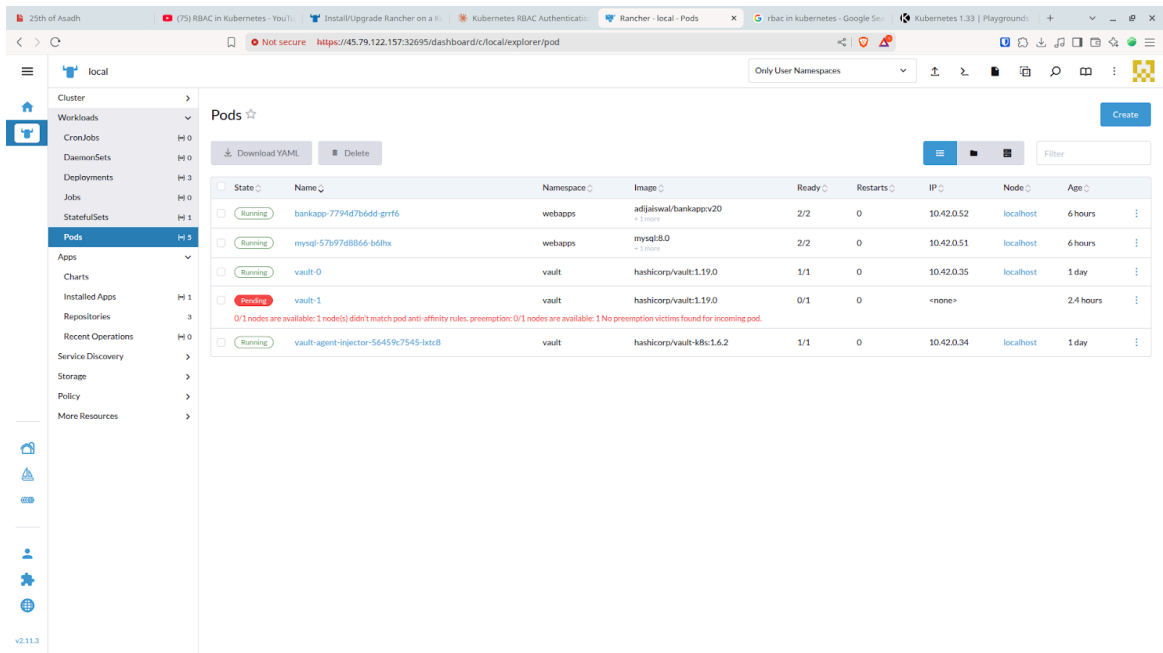 25th of Asadh
(75) RBAC in Kubernetes - YouTu
Install/Upgrade Rancher on a Ku
Kubernetes RBAC Authenticatio
Rancher - local - Pods
rbac in kubernetes - Google Sea
Kubernetes 1.33 | Playgrounds
Not secure https://45.79.122.157:32695/dashboard/c/local/explorer/pod
local
Only User Namespaces
Cluster
Workloads
CronJobs 0
DaemonSets 0
Deployments 3
Jobs 0
StatefulSets 1
Pods 5
Apps
Charts
Installed Apps 1
Repositories 3
Recent Operations 0
Service Discovery
Storage
Policy
More Resources
v2.11.3
Pods
Create
Download YAML
Delete
Filter
State Name Namespace Image Ready Restarts IP Node Age
Running bankapp-7794d7b6dd-grrf6 webapps adijaiswal/bankapp:v20 2/2 0 10.42.0.52 localhost 6 hours
+ 1 more
Running mysql-57b97d8866-b6lhx webapps mysql:8.0 2/2 0 10.42.0.51 localhost 6 hours
+ 1 more
Running vault-0 vault hashicorp/vault:1.19.0 1/1 0 10.42.0.35 localhost 1 day
Pending vault-1 vault hashicorp/vault:1.19.0 0/1 0 <none> 2.4 hours
0/1 nodes are available: 1 node(s) didn't match pod anti-affinity rules. preemption: 0/1 nodes are available: 1 No preemption victims found for incoming pod.
Running vault-agent-injector-56459c7545-lxtc8 vault hashicorp/vault-k8s:1.6.2 1/1 0 10.42.0.34 localhost 1 day